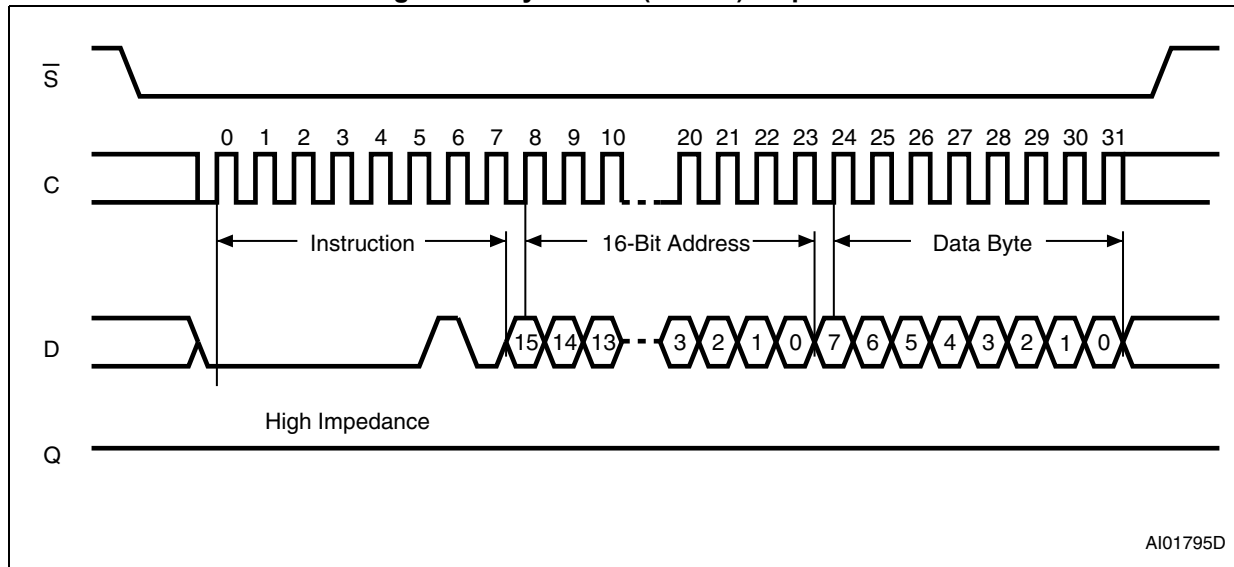 S
0 1 2 3 4 5 6 7 8 9 10 20 21 22 23 24 25 26 27 28 29 30 31
C
Instruction 16-Bit Address Data Byte
D 15 14 13 3 2 1 0 7 6 5 4 3 2 1 0
High Impedance
Q
AI01795D